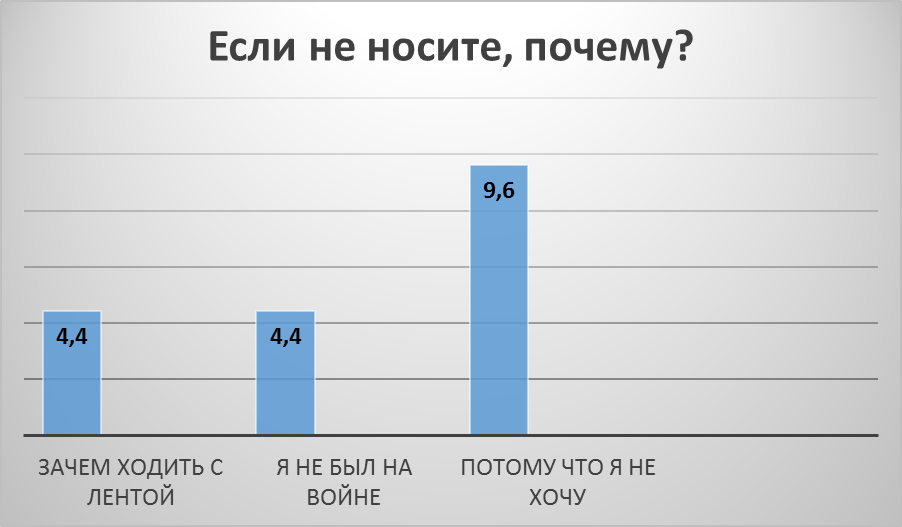 Если не носите, почему?
9,6
4,4
4,4
ЗАЧЕМ ХОДИТЬ С
ЛЕНТОЙ
Я НЕ БЫЛ НА
ВОЙНЕ
ПОТОМУ ЧТО Я НЕ
ХОЧУ